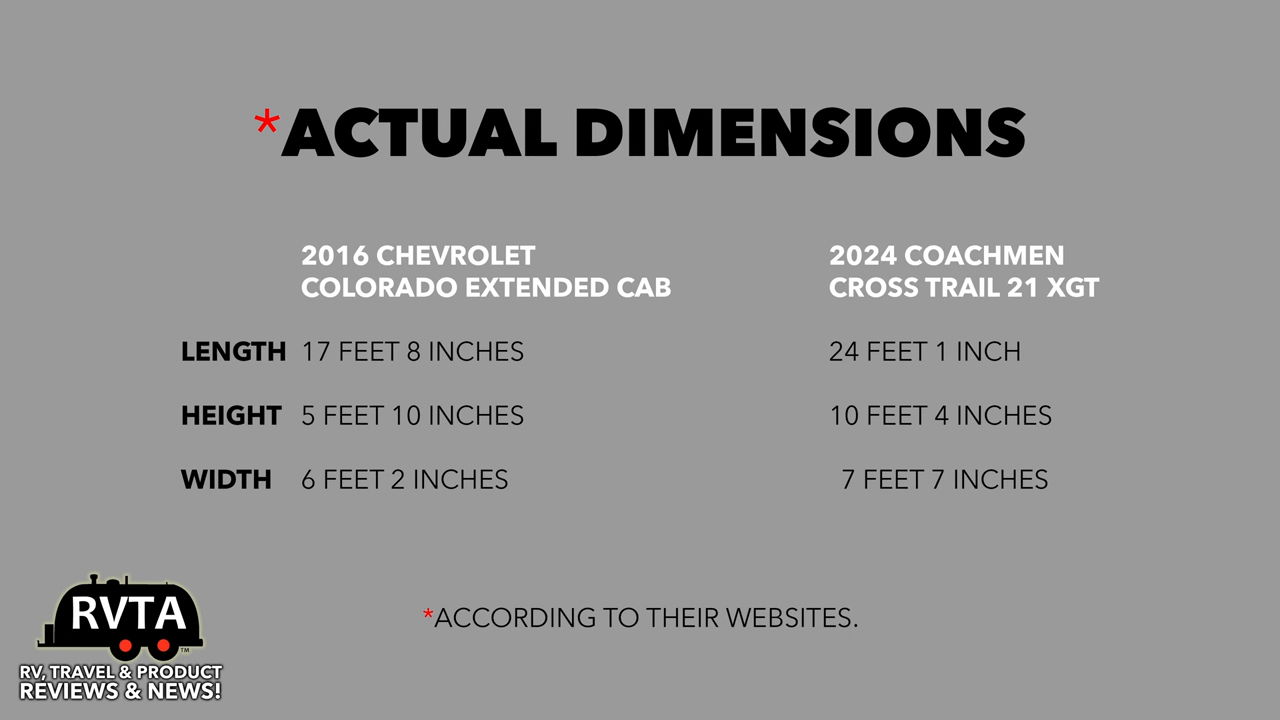 *ACTUAL DIMENSIONS
2016 CHEVROLET
COLORADO EXTENDED CAB
2024 COACHMEN
CROSS TRAIL 21 XGT
LENGTH 17 FEET 8 INCHES 24 FEET 1 INCH
HEIGHT 5 FEET 10 INCHES 10 FEET 4 INCHES
WIDTH 6 FEET 2 INCHES 7 FEET 7 INCHES
*ACCORDING TO THEIR WEBSITES.
RVTA
TM
RV, TRAVEL & PRODUCT
REVIEWS & NEWS!